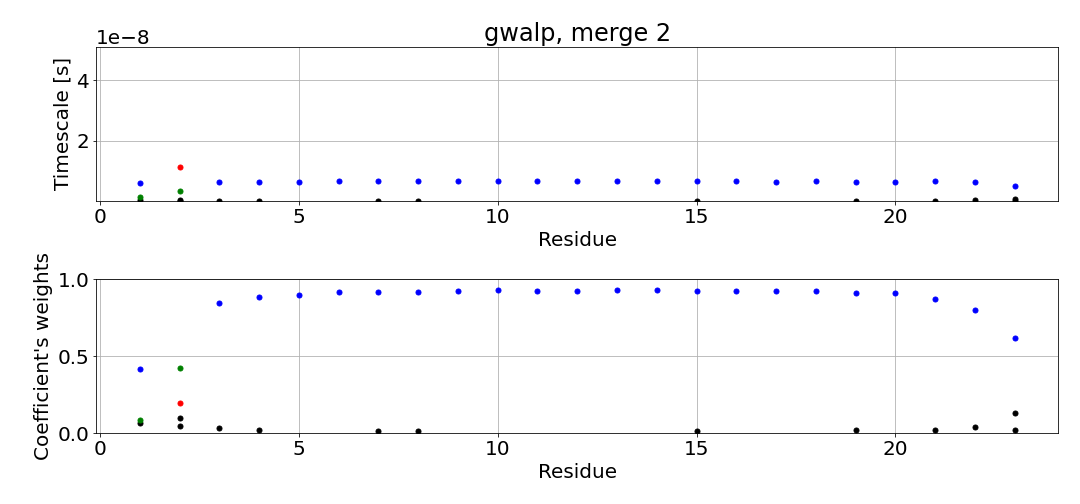 gwalp, merge 2
1e−8
Timescale [s]
4
2
0 5 10 15 20
Residue
Coefficient's weights
1.0
0.5
0.0
0 5 10 15 20
Residue